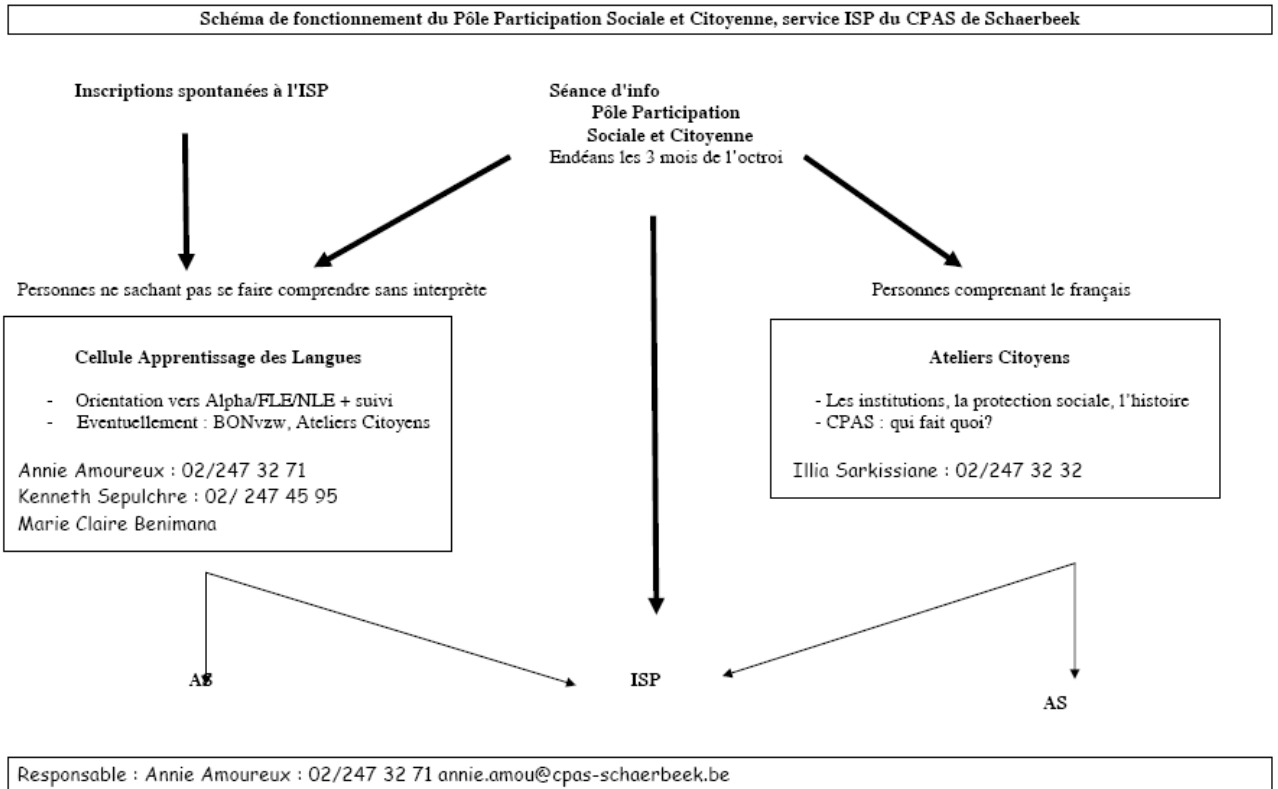 Schéma de fonctionnement du Pôle Participation Sociale et Citoyenne, service ISP du CPAS de Schaerbeek
Inscriptions spontanées à l'ISP
Séance d'info
Pôle Participation
Sociale et Citoyenne
Endéans les 3 mois de l'octroi
Personnes ne sachant pas se faire comprendre sans interprète
Personnes comprenant le français
Cellule Apprentissage des Langues
- Orientation vers Alpha/FLE/NLE + suivi
- Eventuellement : BONvzw, Ateliers Citoyens
Annie Amoureux : 02/247 32 71
Kenneth Sepulchre : 02/ 247 45 95
Marie Claire Benimana
Ateliers Citoyens
- Les institutions, la protection sociale, l'histoire
- CPAS : qui fait quoi?
Illia Sarkissiane : 02/247 32 32
AS
ISP
AS
Responsable : Annie Amoureux : 02/247 32 71 annie.amou@cpas-schaerbeek.be